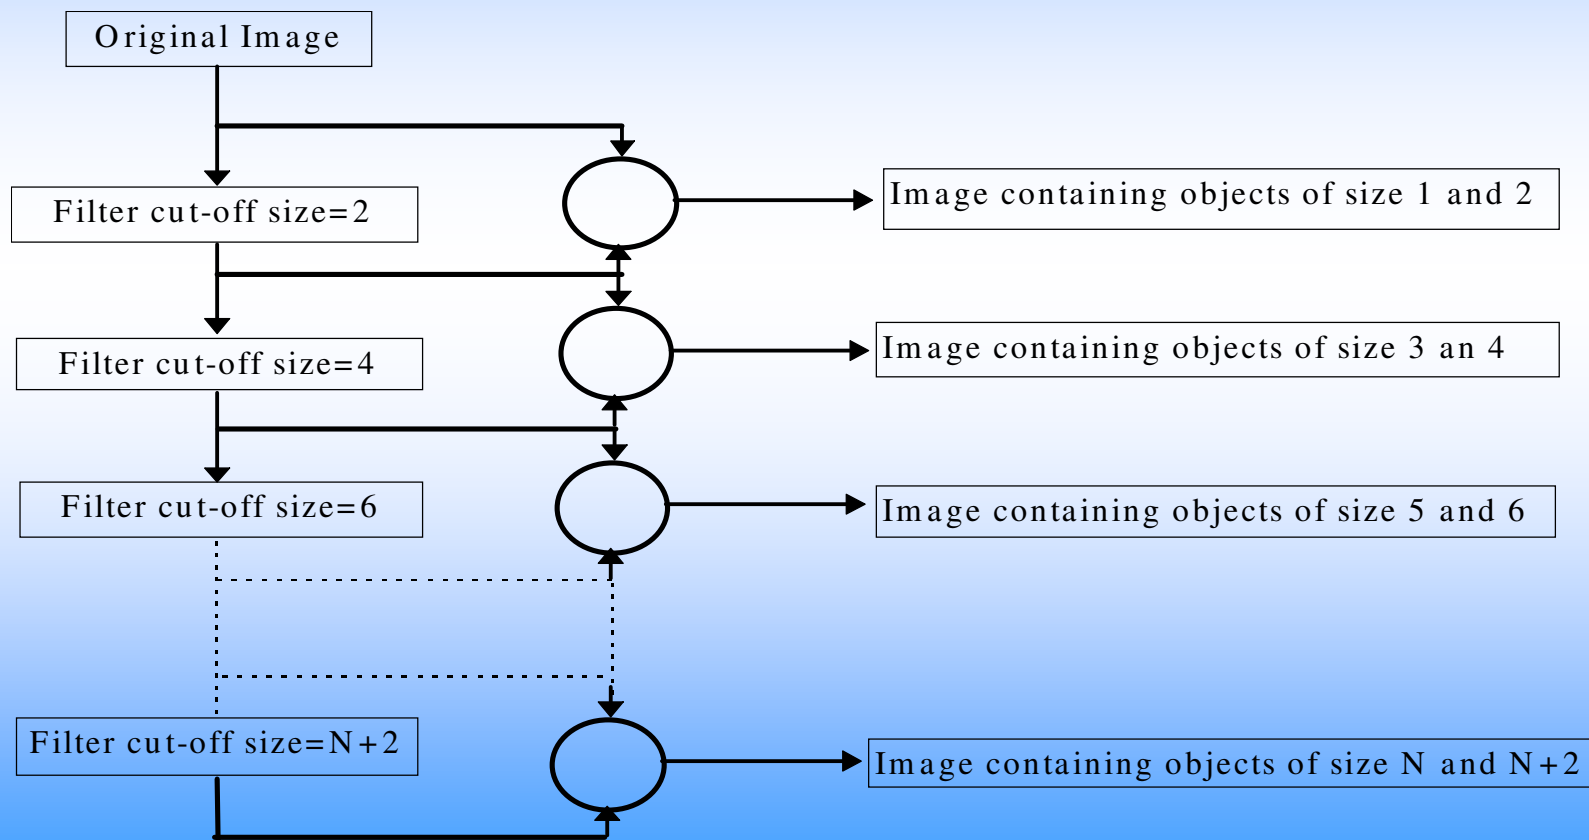 Original Image
Filter cut-off size=2
Image containing objects of size 1 and 2
Filter cut-off size=4
Image containing objects of size 3 an 4
Filter cut-off size=6
Image containing objects of size 5 and 6
Filter cut-off size=N+2
Image containing objects of size N and N+2